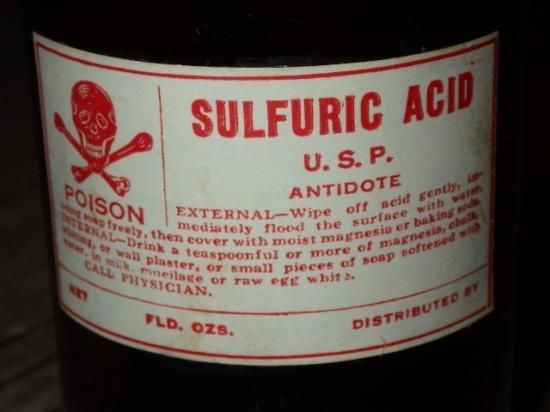 SULFURIC ACID
U. S. P.
POISON
ANTIDOTE
EXTERNAL—Wipe off acid gently, im-
mediately flood the surface with water,
using soap freely, then cover with moist magnesia or baking soda.
INTERNAL—Drink a teaspoonful or more of magnesia, chalk,
whiting, or wall plaster, or small pieces of soap softened with
water, in milk, mucilage or raw egg white.
CALL PHYSICIAN.
NET
FLD. OZS.
DISTRIBUTED BY